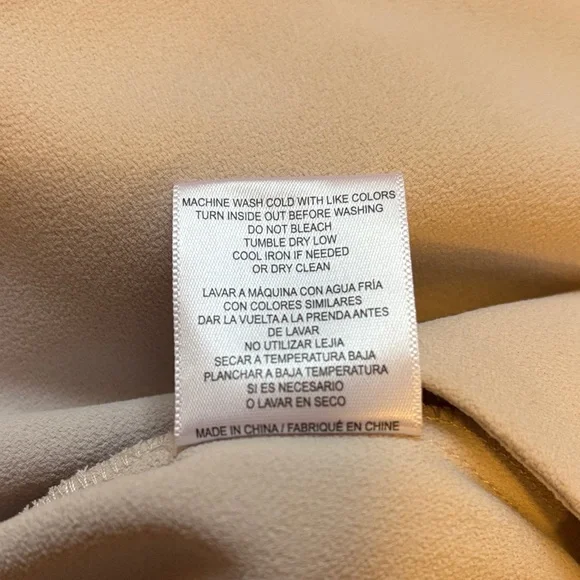 MACHINE WASH COLD WITH LIKE COLORS
TURN INSIDE OUT BEFORE WASHING
DO NOT BLEACH
TUMBLE DRY LOW
COOL IRON IF NEEDED
OR DRY CLEAN
LAVAR A MÁQUINA CON AGUA FRÍA
CON COLORES SIMILARES
DAR LA VUELTA A LA PRENDA ANTES
DE LAVAR
NO UTILIZAR LEJIA
SECAR A TEMPERATURA BAJA
PLANCHAR A BAJA TEMPERATURA
SI ES NECESARIO
O LAVAR EN SECO
MADE IN CHINA / FABRIQUÉ EN CHINE